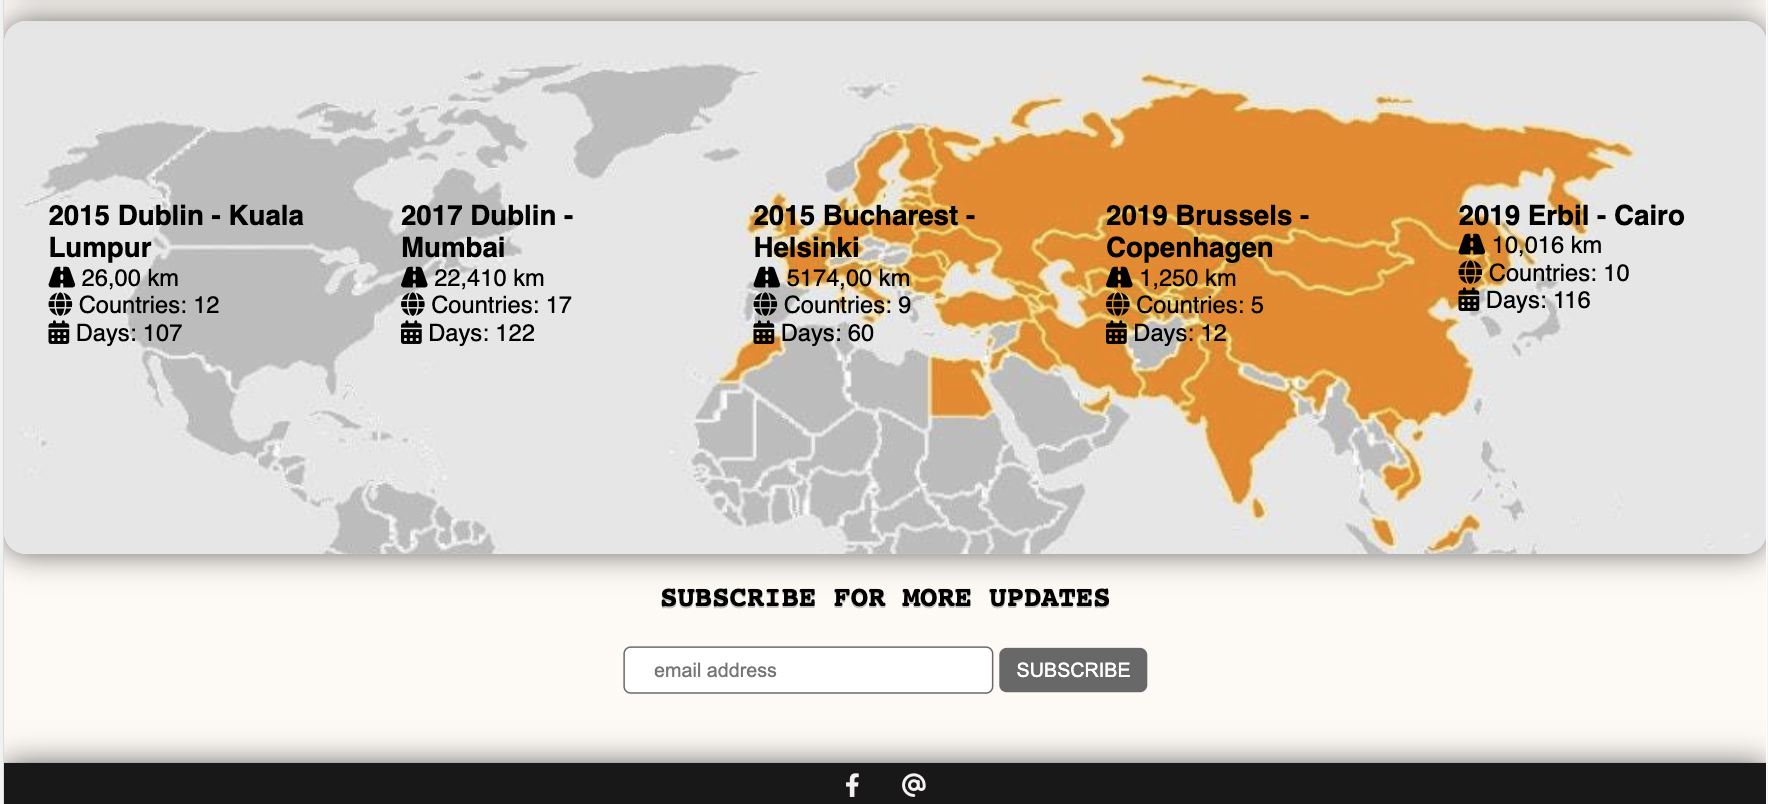 2015 Dublin - Kuala
Lumpur
26,00 km
Countries: 12
Days: 107
2017 Dublin -
Mumbai
22,410 km
Countries: 17
Days: 122
2015 Bucharest -
Helsinki
5174,00 km
Countries: 9
Days: 60
2019 Brussels -
Copenhagen
1,250 km
Countries: 5
Days: 12
2019 Erbil - Cairo
10,016 km
Countries: 10
Days: 116
SUBSCRIBE FOR MORE UPDATES
email address
SUBSCRIBE